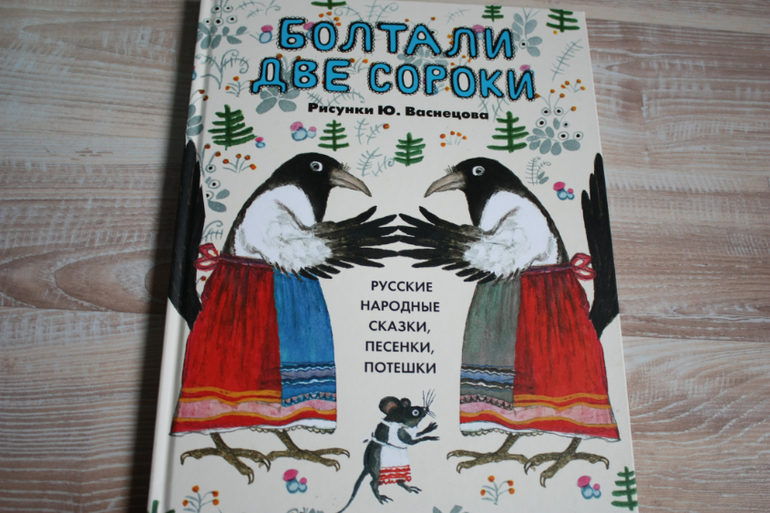 БОЛТАЛИ
ДВЕ СОРОКИ
Рисунки Ю. Васнецова
РУССКИЕ
НАРОДНЫЕ
СКАЗКИ,
ПЕСЕНКИ,
ПОТЕШКИ